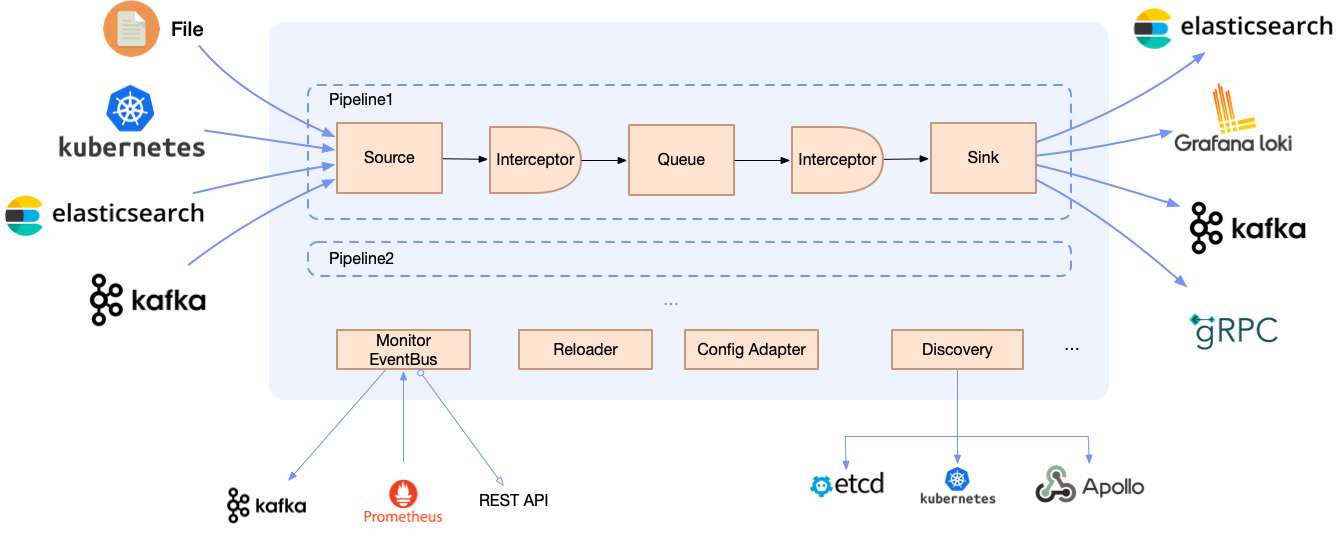 File
kubernetes
elasticsearch
kafka
Pipeline1
Source
Interceptor
Queue
Interceptor
Sink
Pipeline2
...
Monitor
EventBus
Reloader
Config Adapter
Discovery
...
elasticsearch
Grafana loki
kafka
gRPC
kafka
Prometheus
REST API
etcd
kubernetes
Apollo